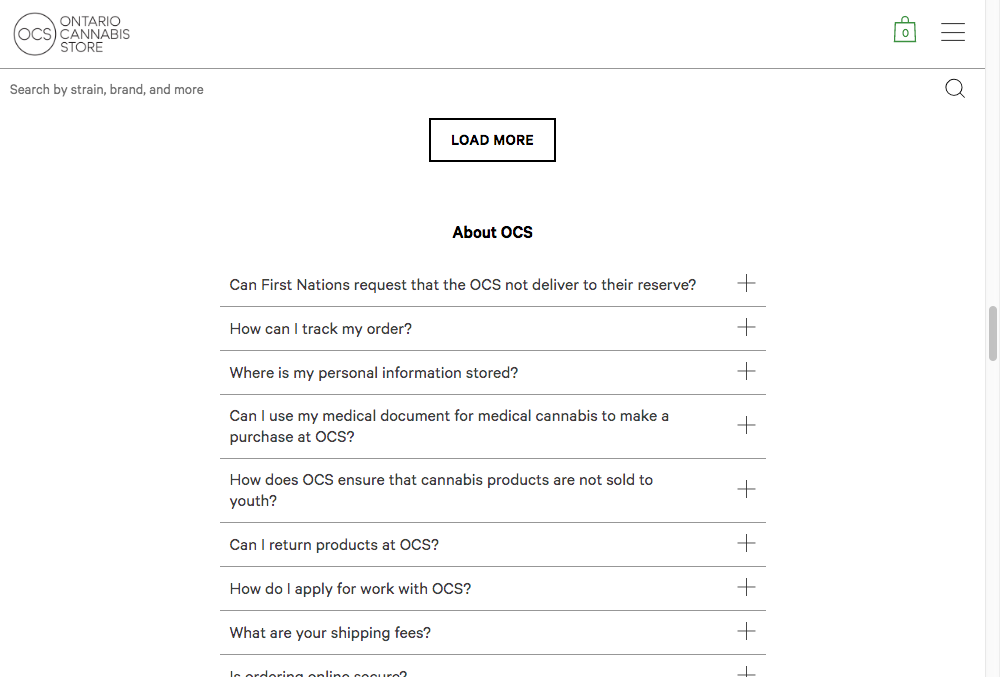 OCS
ONTARIO
CANNABIS
STORE
0
Search by strain, brand, and more
LOAD MORE
About OCS
Can First Nations request that the OCS not deliver to their reserve?
How can I track my order?
Where is my personal information stored?
Can I use my medical document for medical cannabis to make a
purchase at OCS?
How does OCS ensure that cannabis products are not sold to
youth?
Can I return products at OCS?
How do I apply for work with OCS?
What are your shipping fees?
Is ordering online secure?